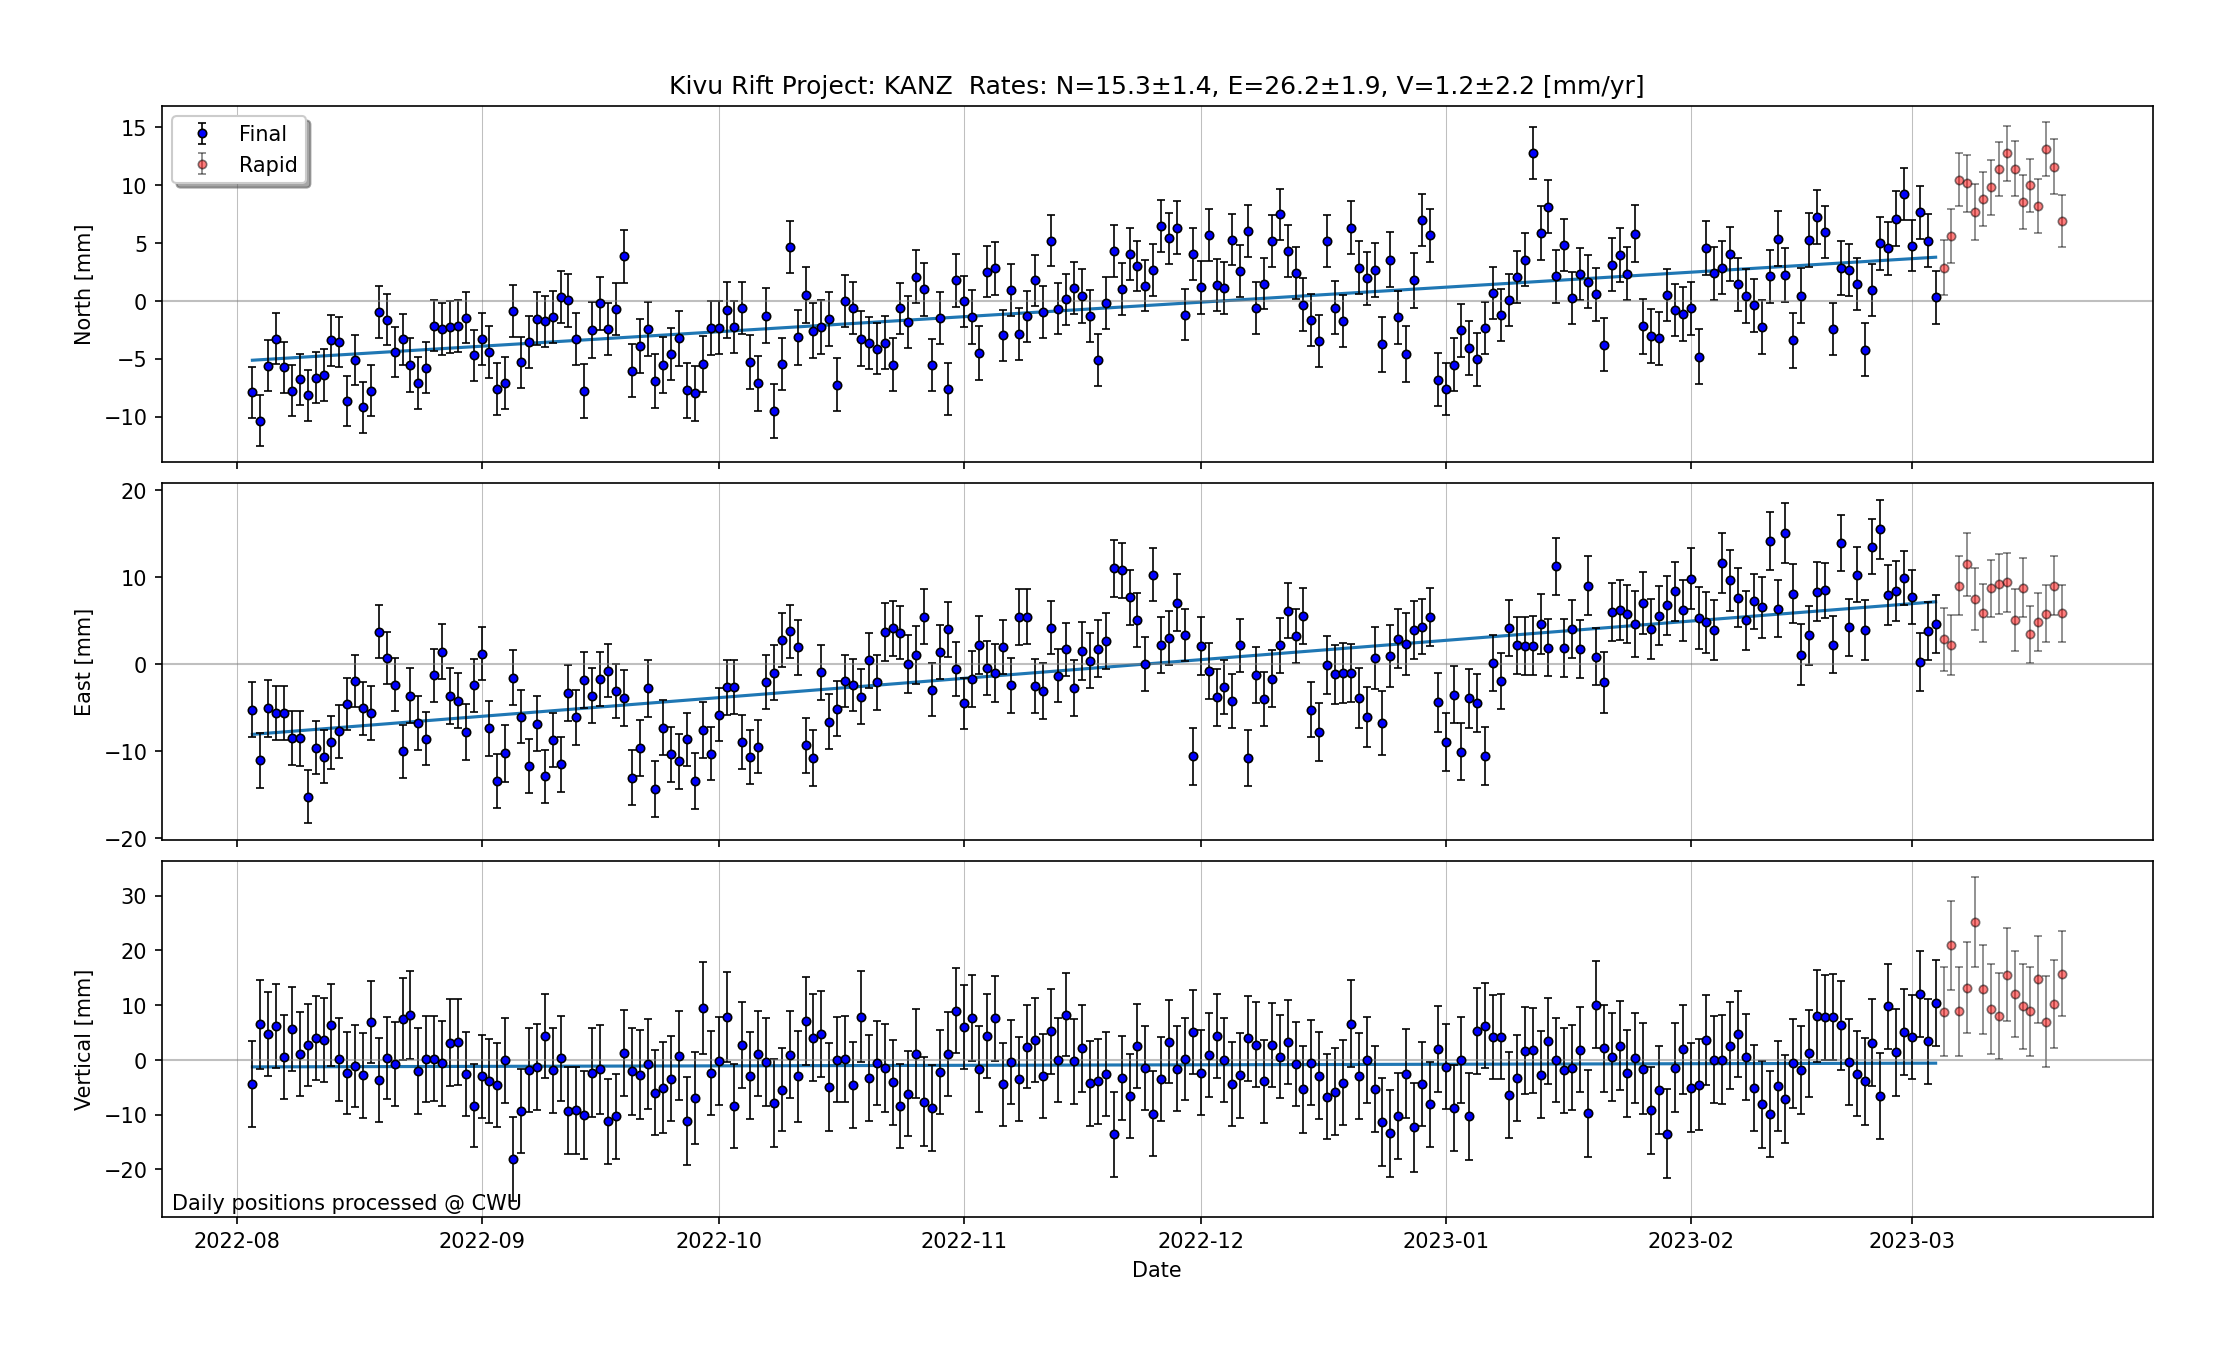 Kivu Rift Project: KANZ  Rates: N=15.3±1.4, E=26.2±1.9, V=1.2±2.2 [mm/yr]
Final
Rapid
North [mm]
15
10
5
0
−5
−10
East [mm]
20
10
0
−10
−20
Vertical [mm]
30
20
10
0
−10
−20
Daily positions processed @ CWU
2022-08 2022-09 2022-10 2022-11 2022-12 2023-01 2023-02 2023-03
Date